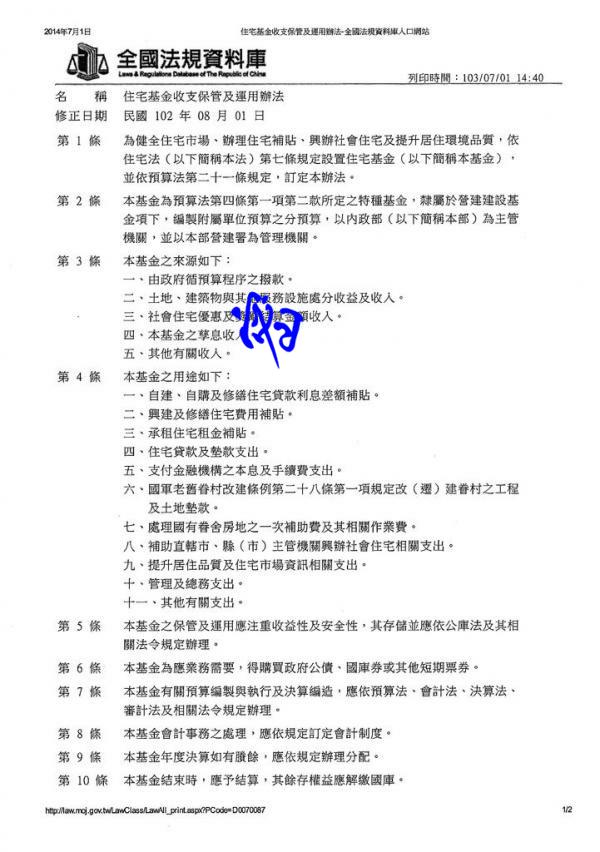 2014年7月1日
住宅基金收支保管及運用辦法-全國法規資料庫入口網站
全國法規資料庫
Laws & Regulations Database of The Republic of China
列印時間：103/07/01 14:40
名 稱 住宅基金收支保管及運用辦法
修正日期 民國 102 年 08 月 01 日
第 1 條 為健全住宅市場、辦理住宅補貼、興辦社會住宅及提升居住環境品質，依
住宅法（以下簡稱本法）第七條規定設置住宅基金（以下簡稱本基金），
並依預算法第二十一條規定，訂定本辦法。
第 2 條 本基金為預算法第四條第一項第二款所定之特種基金，隸屬於營建建設基
金項下，編製附屬單位預算之分預算，以內政部（以下簡稱本部）為主管
機關，並以本部營建署為管理機關。
第 3 條 本基金之來源如下：
一、由政府循預算程序之撥款。
二、土地、建築物與其 服務設施處分收益及收入。
三、社會住宅優惠及 結算金額收入。
四、本基金之孳息收
五、其他有關收入。
第 4 條 本基金之用途如下：
一、自建、自購及修繕住宅貸款利息差額補貼。
二、興建及修繕住宅費用補貼。
三、承租住宅租金補貼。
四、住宅貸款及墊款支出。
五、支付金融機構之本息及手續費支出。
六、國軍老舊眷村改建條例第二十八條第一項規定改（遷）建眷村之工程
及土地墊款。
七、處理國有眷舍房地之一次補助費及其相關作業費。
八、補助直轄市、縣（市）主管機關興辦社會住宅相關支出。
九、提升居住品質及住宅市場資訊相關支出。
十、管理及總務支出。
十一、其他有關支出。
第 5 條 本基金之保管及運用應注重收益性及安全性，其存儲並應依公庫法及其相
關法令規定辦理。
第 6 條 本基金為應業務需要，得購買政府公債、國庫券或其他短期票券。
第 7 條 本基金有關預算編製與執行及決算編造，應依預算法、會計法、決算法、
審計法及相關法令規定辦理。
第 8 條 本基金會計事務之處理，應依規定訂定會計制度。
第 9 條 本基金年度決算如有賸餘，應依規定辦理分配。
第 10 條 本基金結束時，應予結算，其餘存權益應解繳國庫。
http://law.moj.gov.tw/LawClass/LawAll_print.aspx?PCode=D0070087
1/2